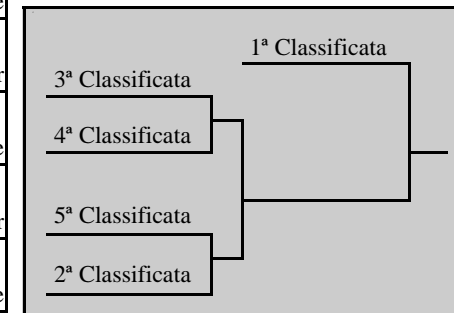 1ª Classificata
3ª Classificata
4ª Classificata
5ª Classificata
2ª Classificata